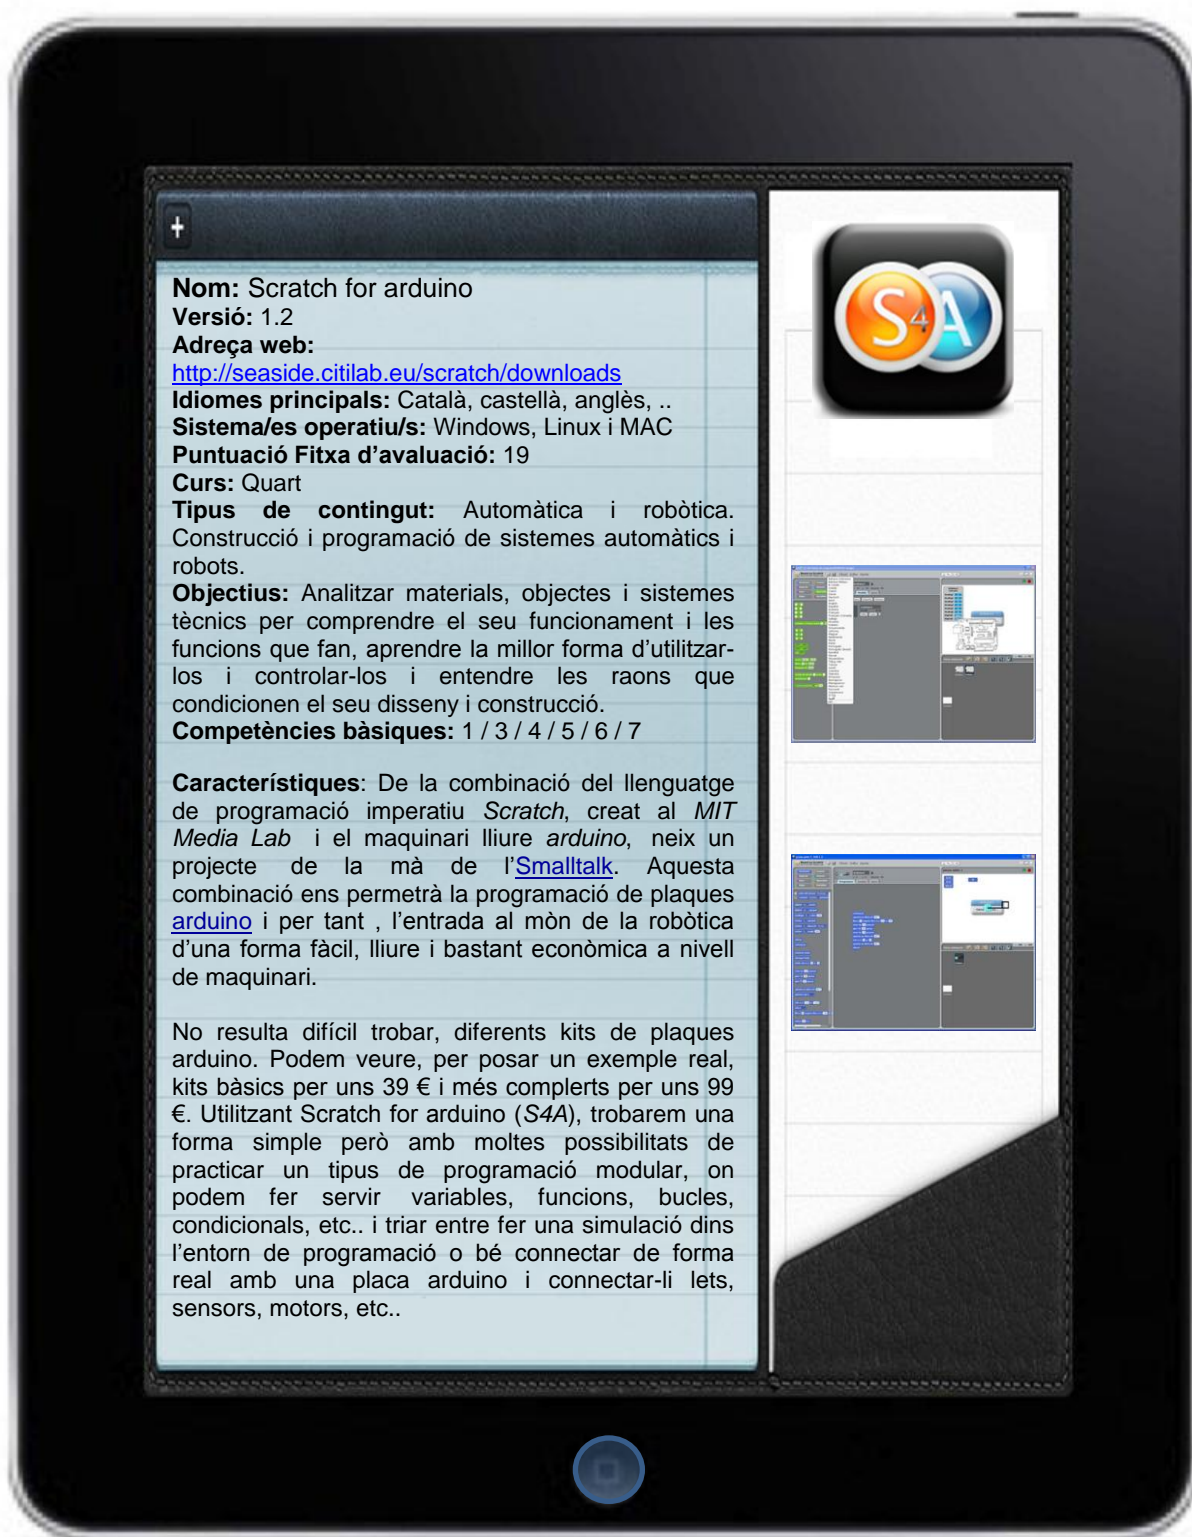 Nom: Scratch for arduino
Versió: 1.2
Adreça web:
http://seaside.citilab.eu/scratch/downloads
Idiomes principals: Català, castellà, anglès, ..
Sistema/es operatiu/s: Windows, Linux i MAC
Puntuació Fitxa d’avaluació: 19
Curs: Quart
Tipus de contingut: Automàtica i robòtica.
Construcció i programació de sistemes automàtics i
robots.
Objectius: Analitzar materials, objectes i sistemes
tècnics per comprendre el seu funcionament i les
funcions que fan, aprendre la millor forma d’utilitzar-
los i controlar-los i entendre les raons que
condicionen el seu disseny i construcció.
Competències bàsiques: 1 / 3 / 4 / 5 / 6 / 7
Característiques: De la combinació del llenguatge
de programació imperatiu Scratch, creat al MIT
Media Lab i el maquinari lliure arduino, neix un
projecte de la mà de l’Smalltalk. Aquesta
combinació ens permetrà la programació de plaques
arduino i per tant , l’entrada al mòn de la robòtica
d’una forma fàcil, lliure i bastant econòmica a nivell
de maquinari.
No resulta difícil trobar, diferents kits de plaques
arduino. Podem veure, per posar un exemple real,
kits bàsics per uns 39 € i més complerts per uns 99
€. Utilitzant Scratch for arduino (S4A), trobarem una
forma simple però amb moltes possibilitats de
practicar un tipus de programació modular, on
podem fer servir variables, funcions, bucles,
condicionals, etc.. i triar entre fer una simulació dins
l’entorn de programació o bé connectar de forma
real amb una placa arduino i connectar-li lets,
sensors, motors, etc..
S4A